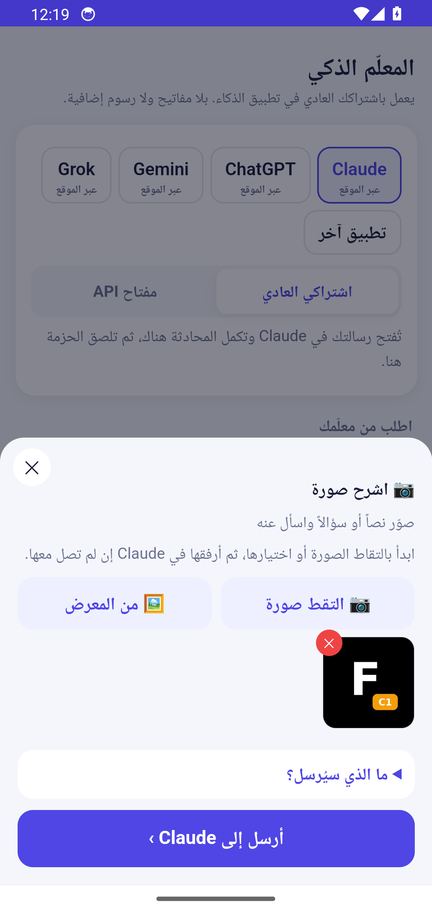 12:19
المعلّم الذكي
يعمل باشتراكك العادي في تطبيق الذكاء. بلا مفاتيح ولا رسوم إضافية.
Claude
عبر الموقع
ChatGPT
عبر الموقع
Gemini
عبر الموقع
Grok
عبر الموقع
تطبيق آخر
اشتراكي العادي
مفتاح API
تُفتح رسالتك في Claude وتكمل المحادثة هناك، ثم تلصق الحزمة
هنا.
اطلب من معلّمك
اشرح صورة
صوّر نصاً أو سؤالاً واسأل عنه
ابدأ بالتقاط الصورة أو اختيارها، ثم أرفقها في Claude إن لم تصل معها.
التقط صورة
من المعرض
F
C1
ما الذي سيُرسل؟
أرسل إلى Claude ›